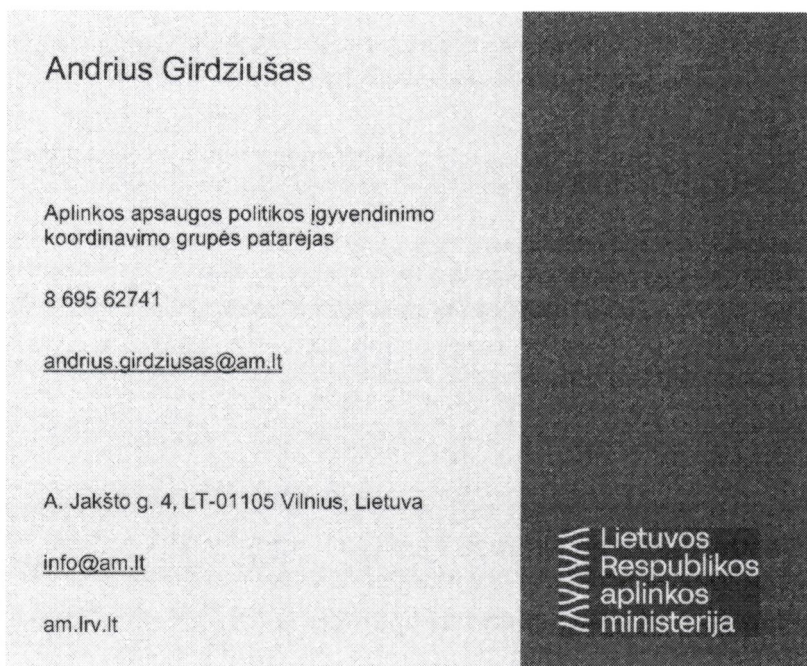 Andrius Girdziušas
Aplinkos apsaugos politikos įgyvendinimo
koordinavimo grupės patarėjas
8 695 62741
andrius.girdziusas@am.lt
A. Jakšto g. 4, LT-01105 Vilnius, Lietuva
info@am.lt
am.lrv.lt
Lietuvos
Respublikos
aplinkos
ministerija